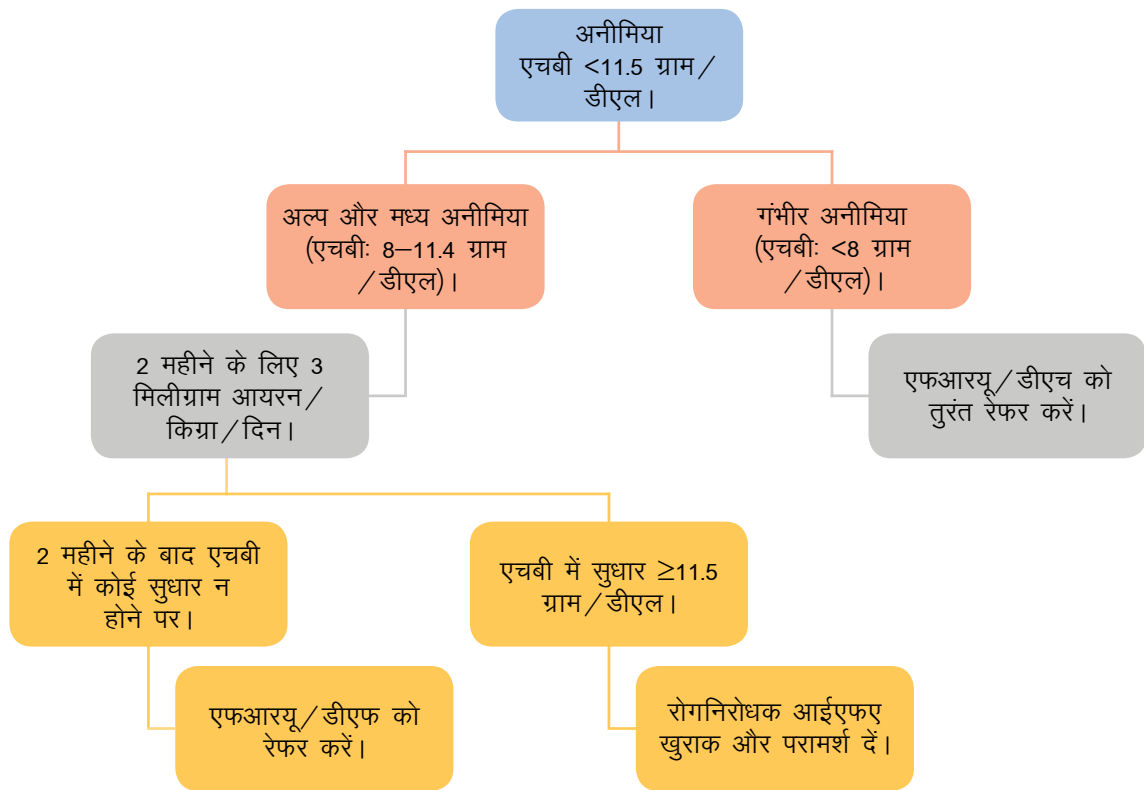 अनीमिया
एचबी <11.5 ग्राम/
डीएल।
अल्प और मध्य अनीमिया
(एचबीः 8–11.4 ग्राम
/डीएल)।
गंभीर अनीमिया
(एचबीः <8 ग्राम
/डीएल)।
2 महीने के लिए 3
मिलीग्राम आयरन/
किग्रा/दिन।
एफआरयू/डीएच को
तुरंत रेफर करें।
2 महीने के बाद एचबी
में कोई सुधार न
होने पर।
एचबी में सुधार ≥11.5
ग्राम/डीएल।
एफआरयू/डीएफ को
रेफर करें।
रोगनिरोधक आईएफए
खुराक और परामर्श दें।